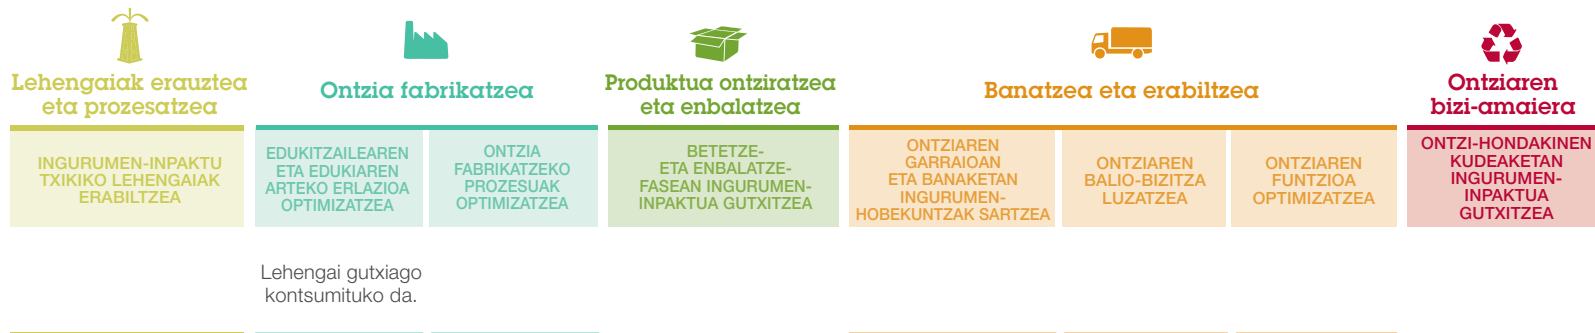 Lehengaiak erauztea
eta prozesatzea
Ontzia fabrikatzea
Produktua ontziratzea
eta enbalatzea
Banatzea eta erabiltzea
Ontziaren
bizi-amaiera
INGURUMEN-INPAKTU
TXIKIKO LEHENGAIAK
ERABILTZEA
EDUKITZAILEAREN
ETA EDUKIAREN
ARTEKO ERLAZIOA
OPTIMIZATZEA
ONTZIA
FABRIKATZEKO
PROZESUAK
OPTIMIZATZEA
BETETZE-
ETA ENBALATZE-
FASEAN INGURUMEN-
INPAKTUA GUTXITZEA
ONTZIAREN
GARRAIOAN
ETA BANAKETAN
INGURUMEN-
HOBEKUNTZAK SARTZEA
ONTZIAREN
BALIO-BIZITZA
LUZATZEA
ONTZIAREN
FUNTZIOA
OPTIMIZATZEA
ONTZI-HONDAKINEN
KUDEAKETAN
INGURUMEN-
INPAKTUA
GUTXITZEA
Lehengai gutxiago
kontsumituko da.